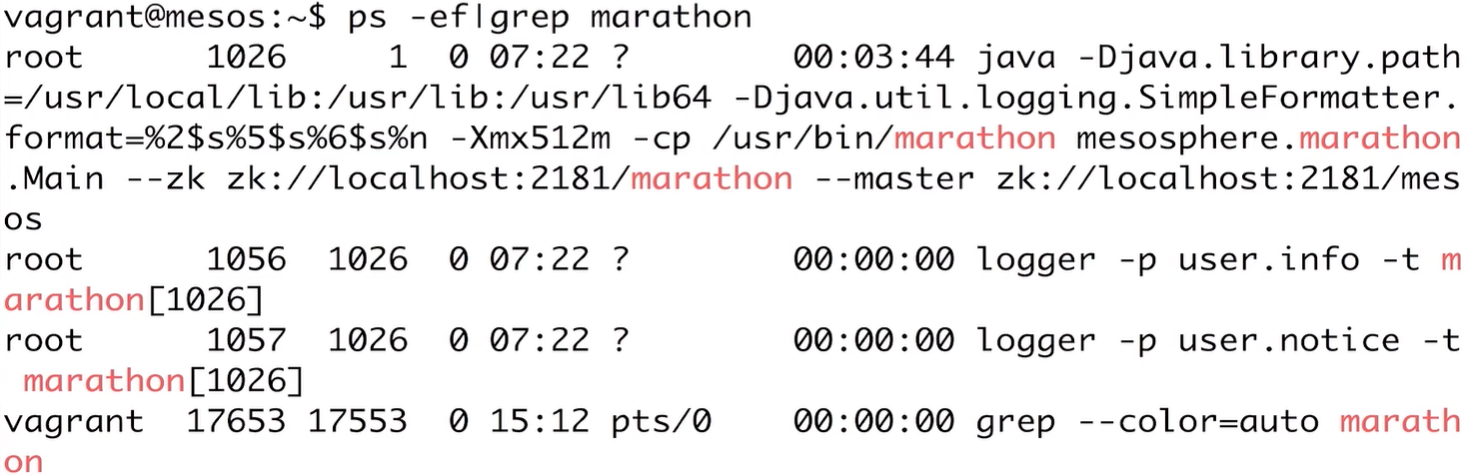 vagrant@mesos:~$ ps -ef|grep marathon
root      1026     1  0 07:22 ?        00:03:44 java -Djava.library.path
=/usr/local/lib:/usr/lib:/usr/lib64 -Djava.util.logging.SimpleFormatter.
format=%2$s%5$s%6$s%n -Xmx512m -cp /usr/bin/marathon mesosphere.marathon
.Main --zk zk://localhost:2181/marathon --master zk://localhost:2181/mes
os
root      1056  1026  0 07:22 ?        00:00:00 logger -p user.info -t m
arathon[1026]
root      1057  1026  0 07:22 ?        00:00:00 logger -p user.notice -t
 marathon[1026]
vagrant  17653 17553  0 15:12 pts/0    00:00:00 grep --color=auto marath
on